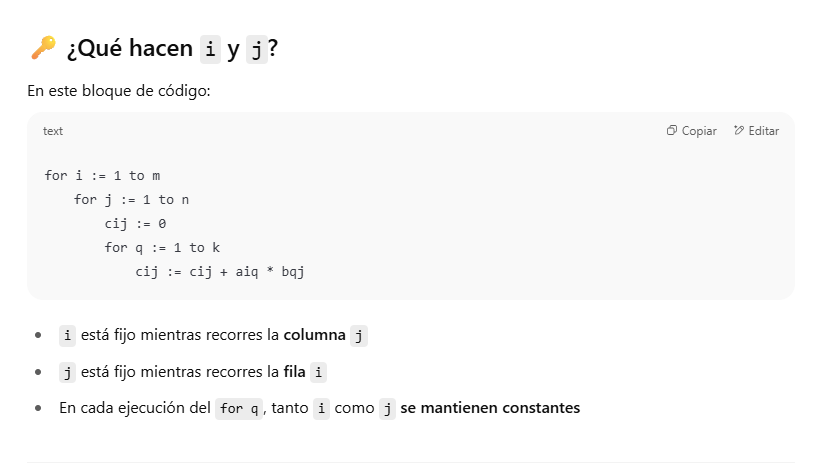 🔑 ¿Qué hacen i y j?
En este bloque de código:
text
Copiar
Editar
for i := 1 to m
    for j := 1 to n
        cij := 0
        for q := 1 to k
            cij := cij + aiq * bqj
• i está fijo mientras recorres la columna j
• j está fijo mientras recorres la fila i
• En cada ejecución del for q, tanto i como j se mantienen constantes